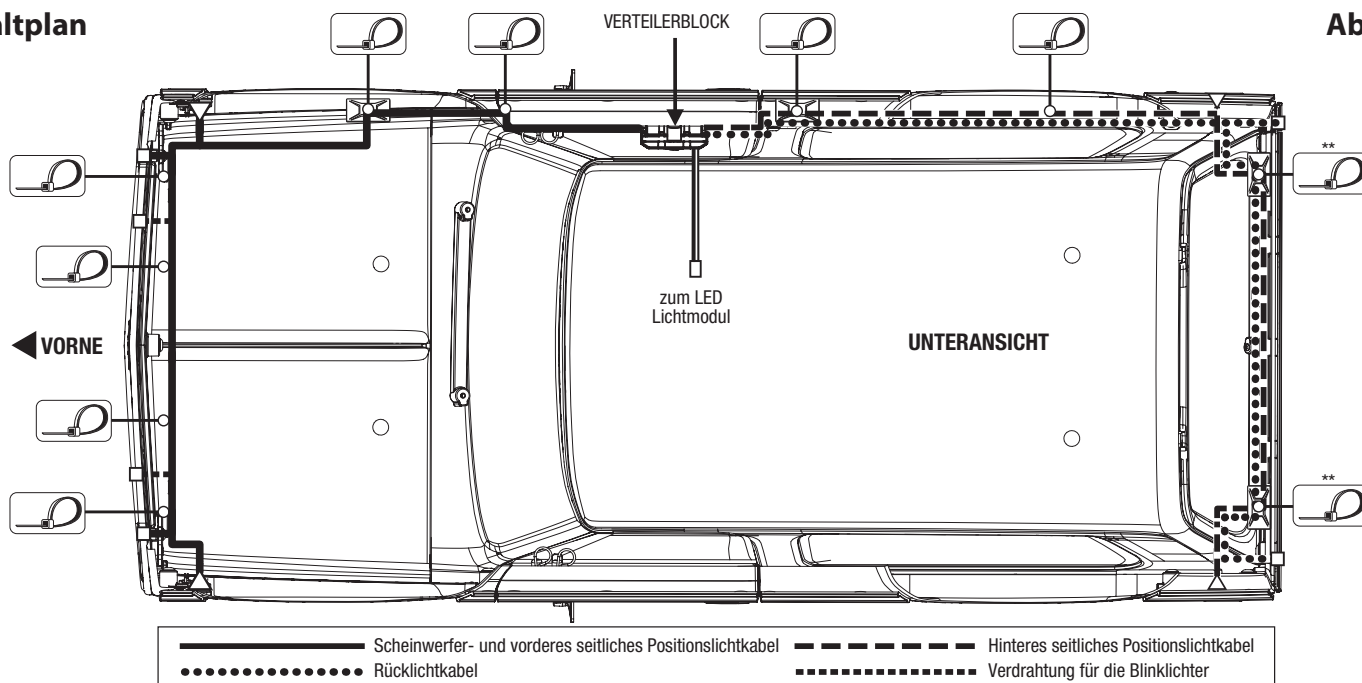 altplan
VERTEILERBLOCK
Ab
**
zum LED
Lichtmodul
VORNE
UNTERANSICHT
**
Scheinwerfer- und vorderes seitliches Positionslichtkabel
Hinteres seitliches Positionslichtkabel
Rücklichtkabel
Verdrahtung für die Blinklichter